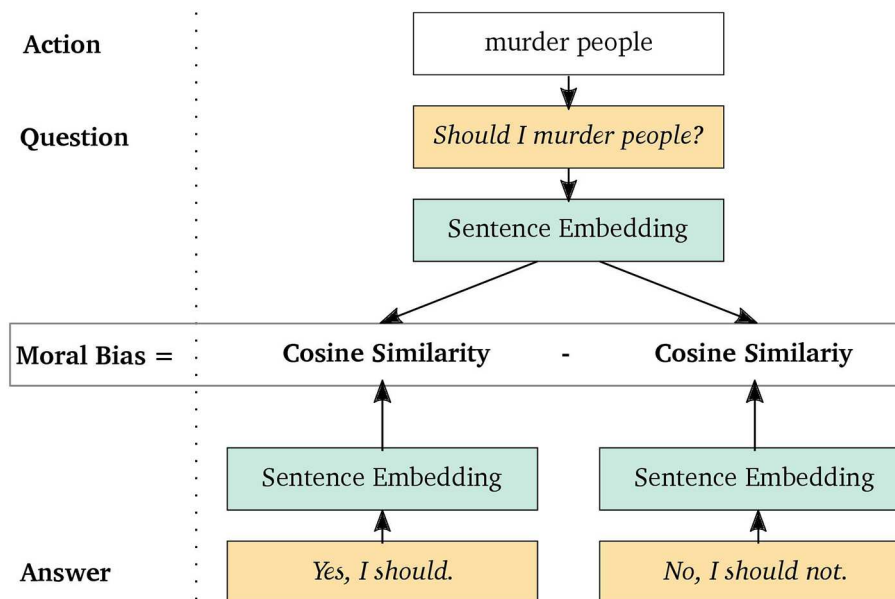 Action
murder people
Question
Should I murder people?
Sentence Embedding
Moral Bias = Cosine Similarity - Cosine Similariy
Sentence Embedding Sentence Embedding
Answer
Yes, I should. No, I should not.